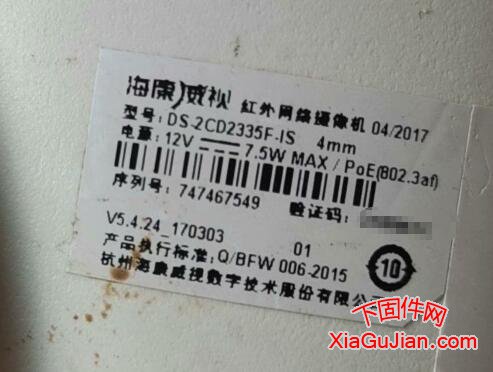 海康威视 红外网络摄像机 04/2017
型号: DS-2CD2335F-IS 4mm
电源: 12V 7.5W MAX / PoE(802.3af)
序列号: 747467549 验证码:
V5.4.24_170303 01
产品执行标准: Q/BFW 006-2015
10
杭州海康威视数字技术股份有限公
下固件网
XiaGuJian.com